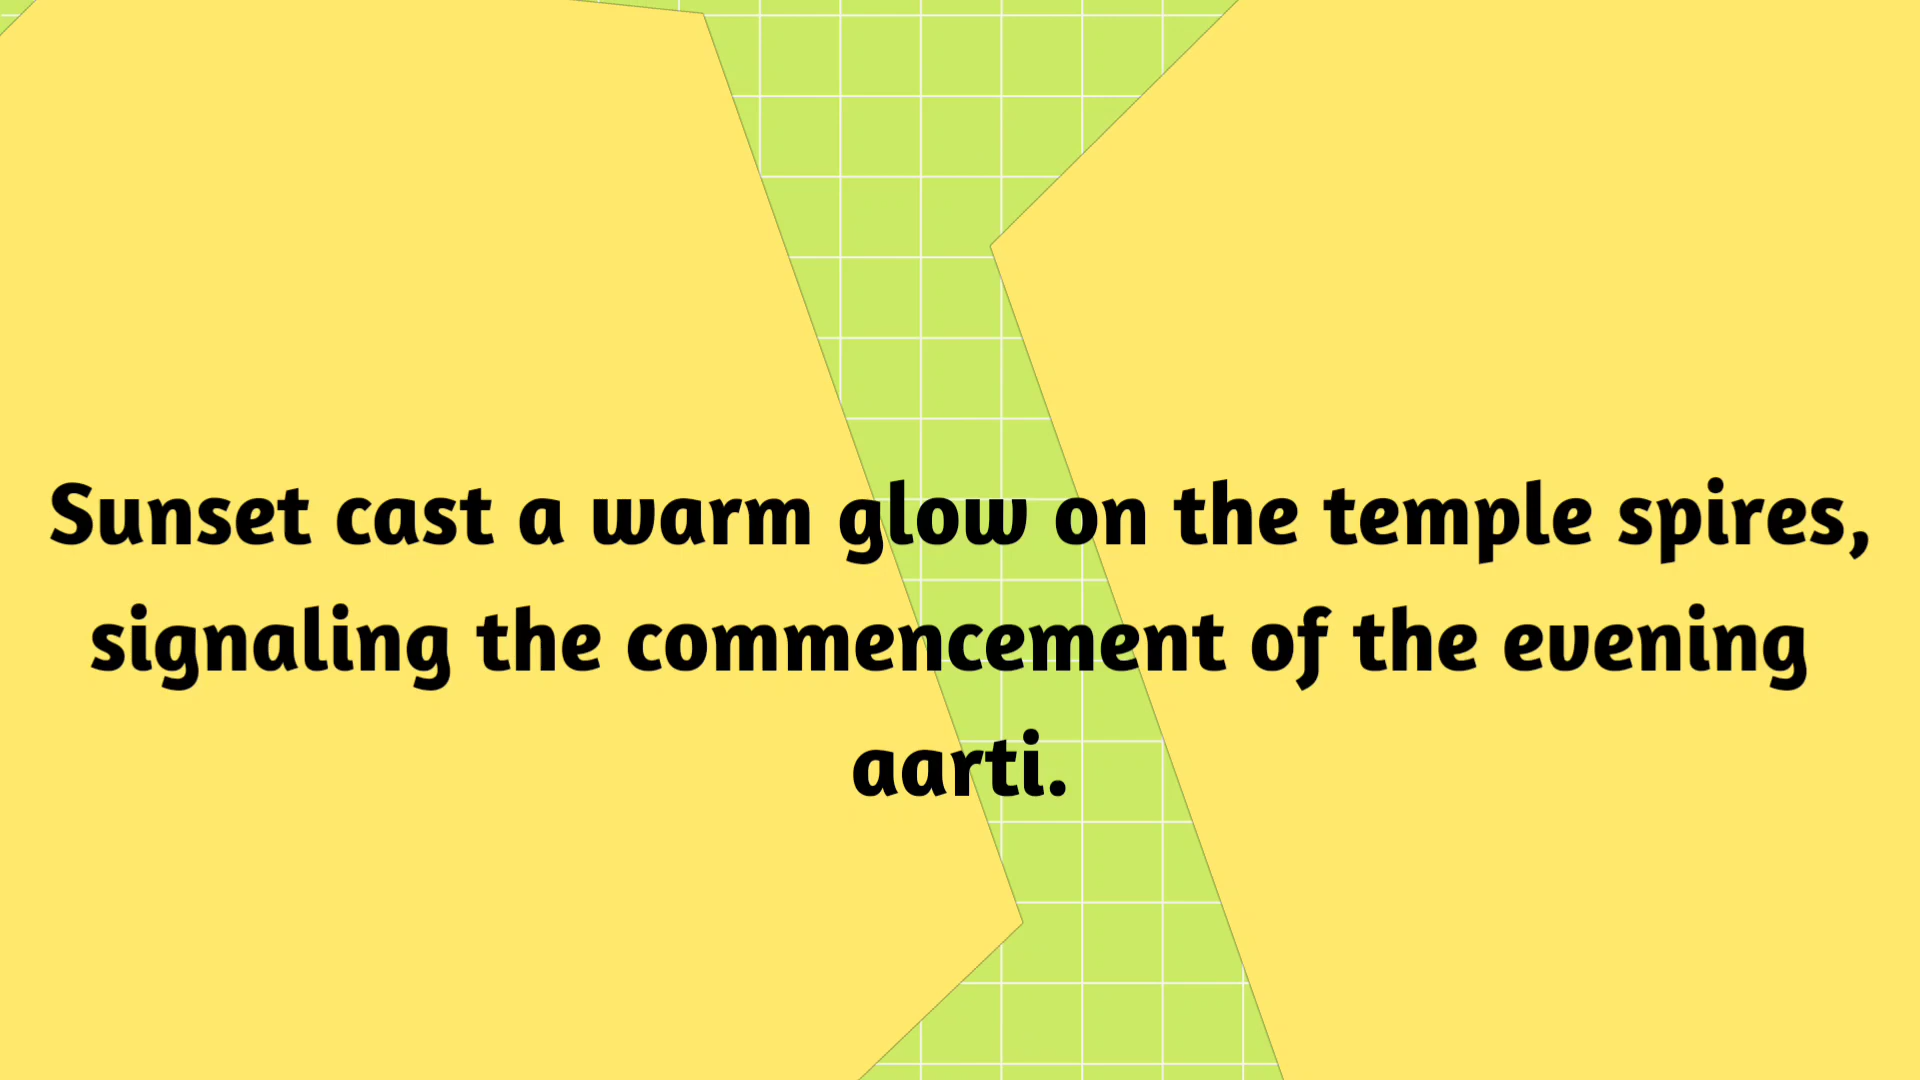 Sunset cast a warm glow on the temple spires,
signaling the commencement of the evening
aarti.